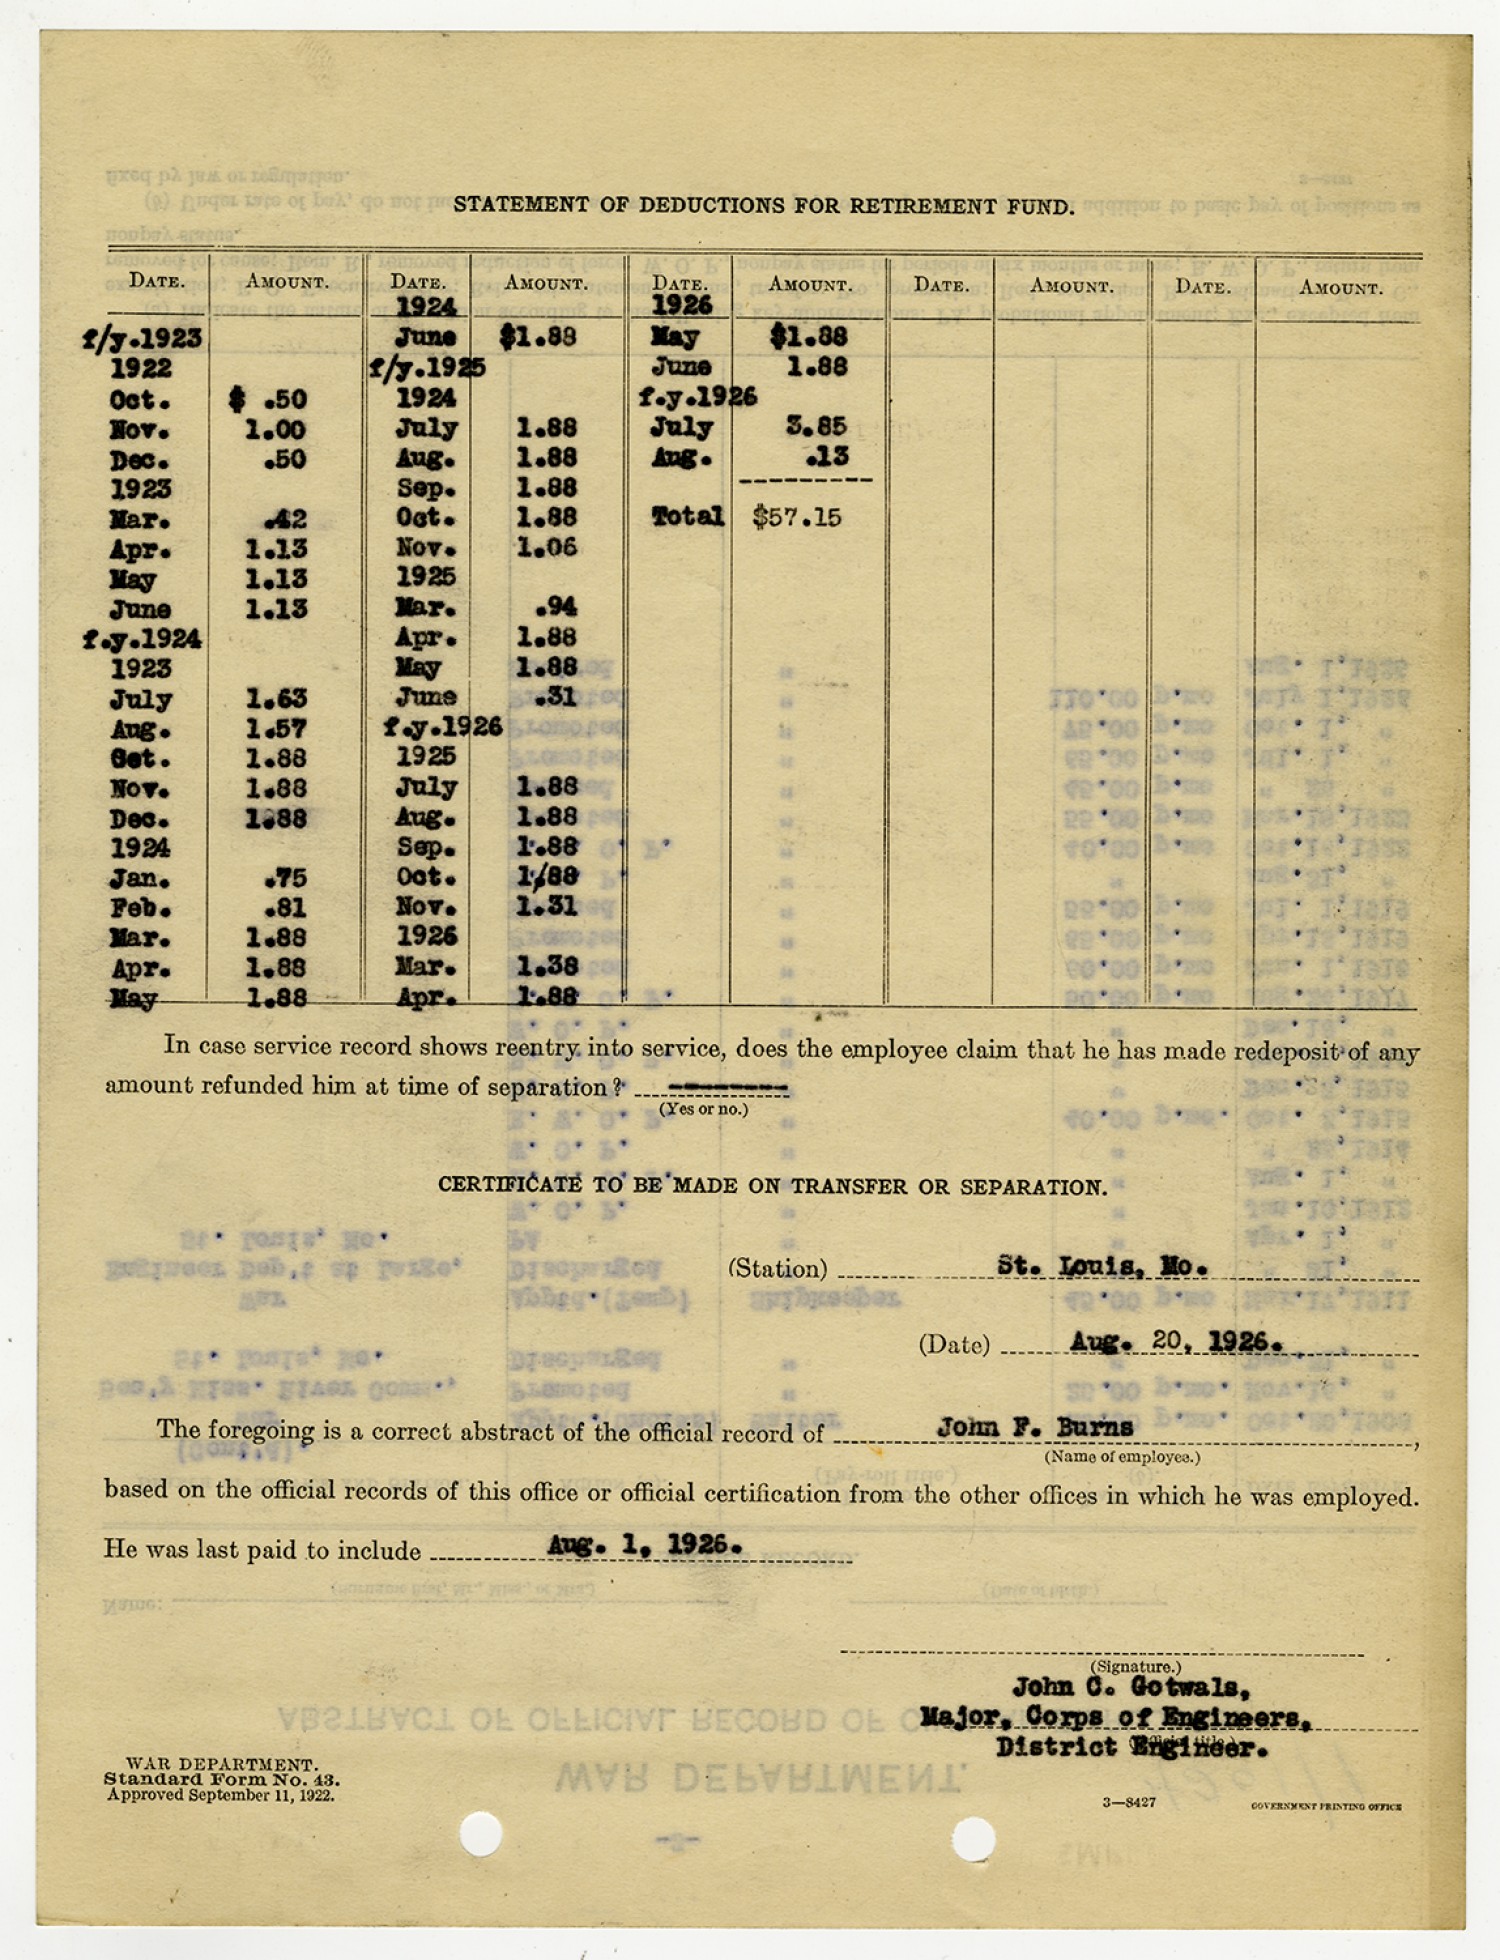 STATEMENT OF DEDUCTIONS FOR RETIREMENT FUND.
DATE. AMOUNT. DATE. AMOUNT. DATE. AMOUNT. DATE. AMOUNT. DATE. AMOUNT.
1924 1926
f/y.1923 June $1.88 May $1.88
1922 f/y.1925 June 1.88
Oct. $ .50 1924 f.y.1926
Nov. 1.00 July 1.88 July 3.85
Dec. .50 Aug. 1.88 Aug. .13
1923 Sep. 1.88
Mar. .42 Oct. 1.88 Total $57.15
Apr. 1.13 Nov. 1.06
May 1.13 1925
June 1.13 Mar. .94
f.y.1924 Apr. 1.88
1923 May 1.88
July 1.63 June .31
Aug. 1.57 f.y.1926
Oct. 1.88 1925
Nov. 1.88 July 1.88
Dec. 1.88 Aug. 1.88
1924 Sep. 1.88
Jan. .75 Oct. 1/88
Feb. .81 Nov. 1.31
Mar. 1.88 1926
Apr. 1.88 Mar. 1.38
May 1.88 Apr. 1.88
In case service record shows reentry into service, does the employee claim that he has made redeposit of any
amount refunded him at time of separation?
(Yes or no.)
CERTIFICATE TO BE MADE ON TRANSFER OR SEPARATION.
(Station) St. Louis, Mo.
(Date) Aug. 20, 1926.
The foregoing is a correct abstract of the official record of John F. Burns,
(Name of employee.)
based on the official records of this office or official certification from the other offices in which he was employed.
He was last paid to include Aug. 1, 1926.
(Signature.)
John C. Gotwals,
Major, Corps of Engineers,
District Engineer.
WAR DEPARTMENT.
Standard Form No. 43.
Approved September 11, 1922.
3—8427 GOVERNMENT PRINTING OFFICE